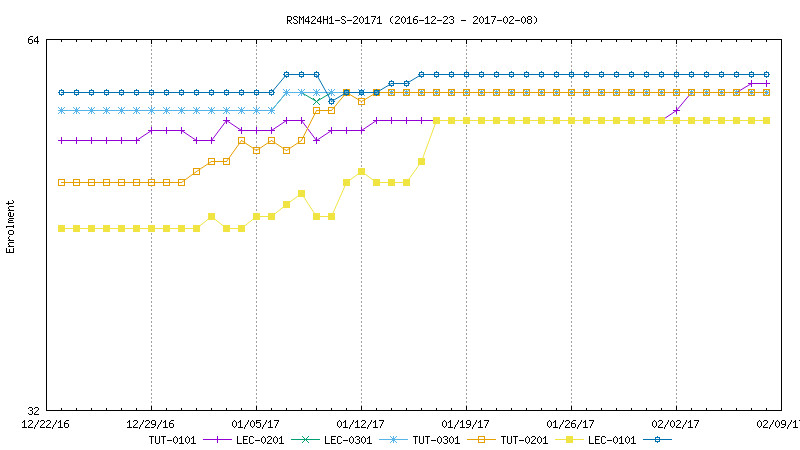 RSM424H1-S-20171 (2016-12-23 - 2017-02-08)
64
Enrolment
32
12/22/16 12/29/16 01/05/17 01/12/17 01/19/17 01/26/17 02/02/17 02/09/1
TUT-0101 LEC-0201 LEC-0301 TUT-0301 TUT-0201 LEC-0101